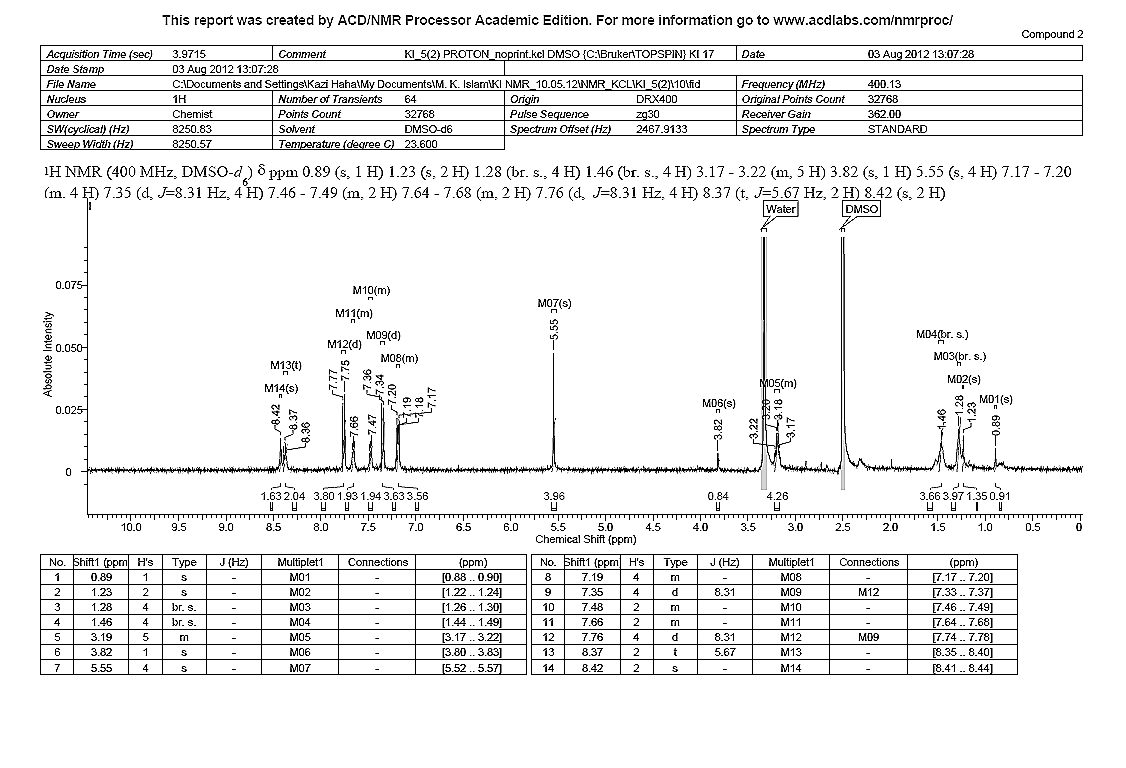 This report was created by ACD/NMR Processor Academic Edition. For more information go to www.acdlabs.com/nmrproc/
Compound 2
Acquisition Time (sec) 3.9715 Comment KI_5(2) PROTON_noprint.kcl DMSO {C:\Bruker\TOPSPIN} KI 17 Date 03 Aug 2012 13:07:28
Date Stamp 03 Aug 2012 13:07:28
File Name C:\Documents and Settings\Kazi Haha\My Documents\M. K. Islam\KI NMR_10.05.12\NMR_KCL\KI_5(2)\10\fid Frequency (MHz) 400.13
Nucleus 1H Number of Transients 64 Origin DRX400 Original Points Count 32768
Owner Chemist Points Count 32768 Pulse Sequence zg30 Receiver Gain 362.00
SW(cyclical) (Hz) 8250.83 Solvent DMSO-d6 Spectrum Offset (Hz) 2467.9133 Spectrum Type STANDARD
Sweep Width (Hz) 8250.57 Temperature (degree C) 23.600
¹H NMR (400 MHz, DMSO-d₆) δ ppm 0.89 (s, 1 H) 1.23 (s, 2 H) 1.28 (br. s., 4 H) 1.46 (br. s., 4 H) 3.17 - 3.22 (m, 5 H) 3.82 (s, 1 H) 5.55 (s, 4 H) 7.17 - 7.20
(m. 4 H) 7.35 (d, J=8.31 Hz, 4 H) 7.46 - 7.49 (m, 2 H) 7.64 - 7.68 (m, 2 H) 7.76 (d, J=8.31 Hz, 4 H) 8.37 (t, J=5.67 Hz, 2 H) 8.42 (s, 2 H)
Water DMSO
0.075
M10(m)
M07(s)
M11(m)
M09(d) M04(br. s.)
M12(d)
0.050
M08(m) M03(br. s.)
M13(t)
M02(s)
M14(s) M05(m)
M06(s) M01(s)
0.025
0
8.42 8.37 8.36 7.77 7.75 7.66 7.47 7.36 7.34 7.20 7.19 7.18 7.17 5.55 3.82 3.22 3.20 3.18 3.17 1.46 1.28 1.23 0.89
Absolute Intensity
1.63 2.04 3.80 1.93 1.94 3.63 3.56 3.96 0.84 4.26 3.66 3.97 1.35 0.91
10.0 9.5 9.0 8.5 8.0 7.5 7.0 6.5 6.0 5.5 5.0 4.5 4.0 3.5 3.0 2.5 2.0 1.5 1.0 0.5 0
Chemical Shift (ppm)
No. Shift1 (ppm H's Type J (Hz) Multiplet1 Connections (ppm) No. Shift1 (ppm H's Type J (Hz) Multiplet1 Connections (ppm)
1 0.89 1 s - M01 - [0.88 .. 0.90] 8 7.19 4 m - M08 - [7.17 .. 7.20]
2 1.23 2 s - M02 - [1.22 .. 1.24] 9 7.35 4 d 8.31 M09 M12 [7.33 .. 7.37]
3 1.28 4 br. s. - M03 - [1.26 .. 1.30] 10 7.48 2 m - M10 - [7.46 .. 7.49]
4 1.46 4 br. s. - M04 - [1.44 .. 1.49] 11 7.66 2 m - M11 - [7.64 .. 7.68]
5 3.19 5 m - M05 - [3.17 .. 3.22] 12 7.76 4 d 8.31 M12 M09 [7.74 .. 7.78]
6 3.82 1 s - M06 - [3.80 .. 3.83] 13 8.37 2 t 5.67 M13 - [8.35 .. 8.40]
7 5.55 4 s - M07 - [5.52 .. 5.57] 14 8.42 2 s - M14 - [8.41 .. 8.44]